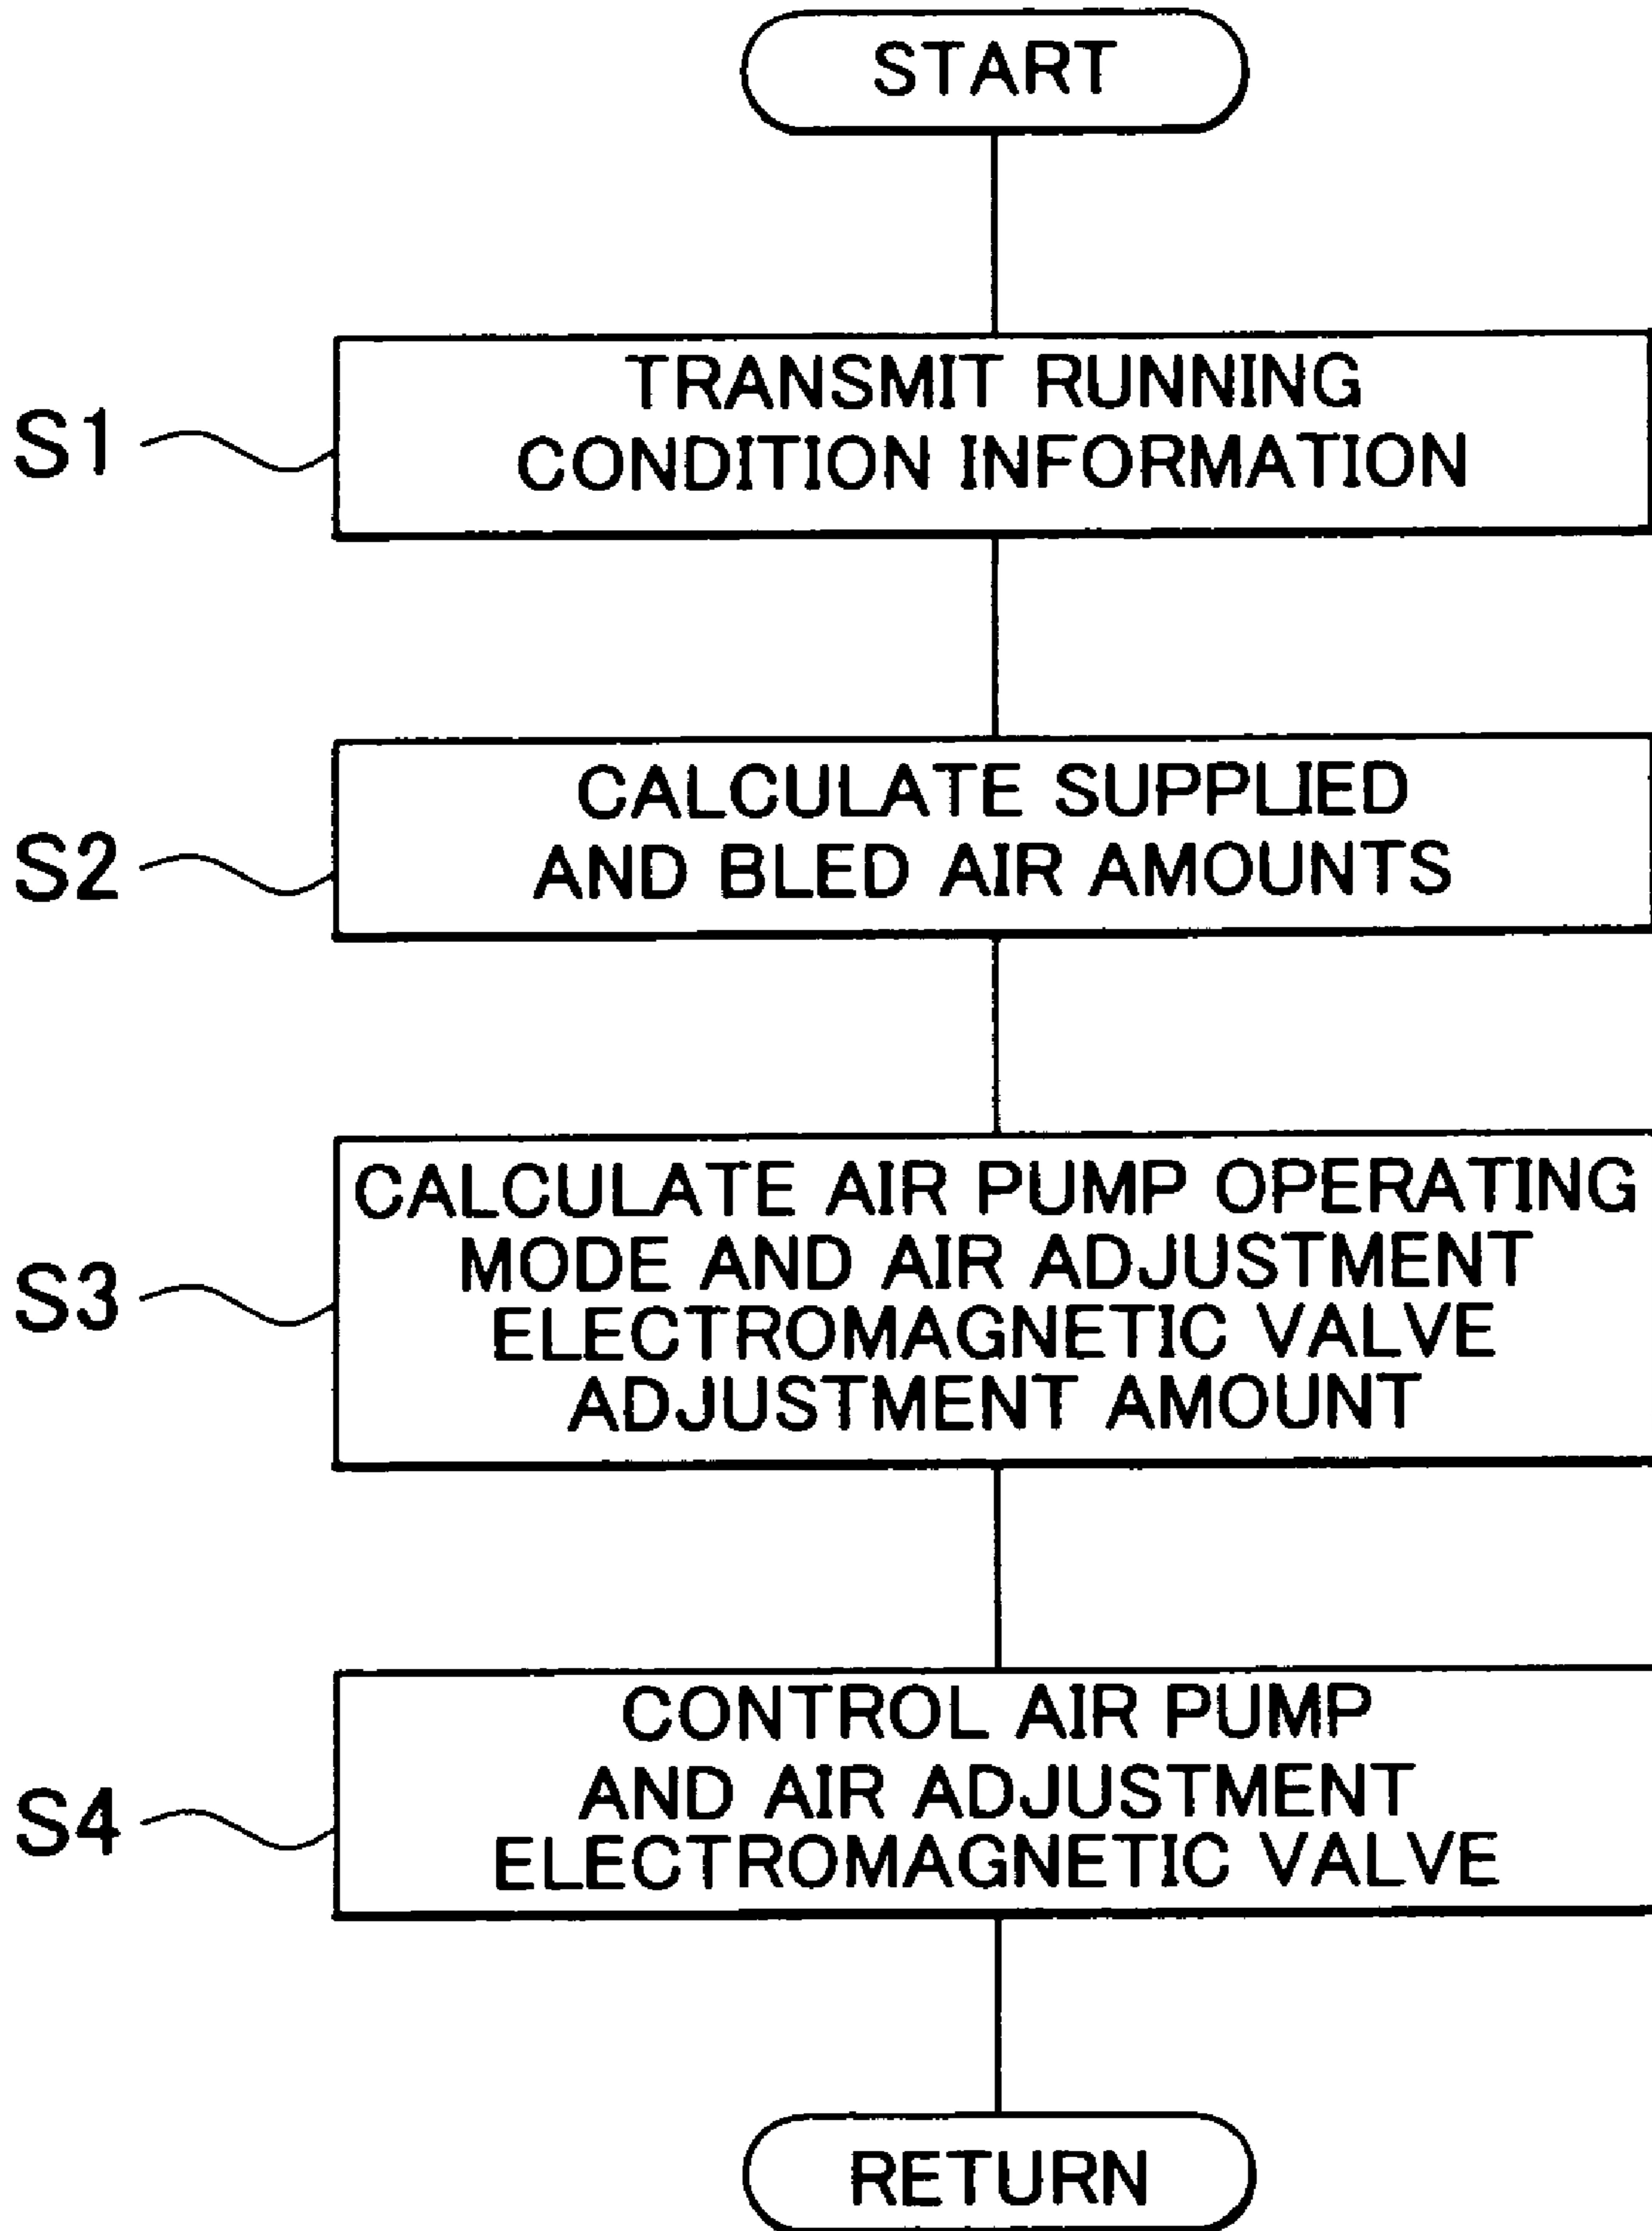 START
S1
TRANSMIT RUNNING
CONDITION INFORMATION
S2
CALCULATE SUPPLIED
AND BLED AIR AMOUNTS
S3
CALCULATE AIR PUMP OPERATING
MODE AND AIR ADJUSTMENT
ELECTROMAGNETIC VALVE
ADJUSTMENT AMOUNT
S4
CONTROL AIR PUMP
AND AIR ADJUSTMENT
ELECTROMAGNETIC VALVE
RETURN